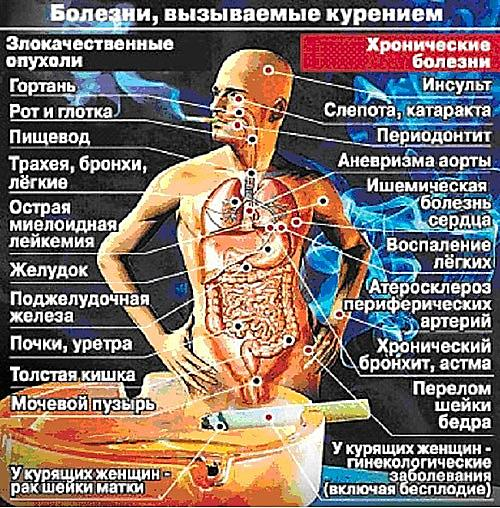 Болезни, вызываемые курением
Злокачественные
опухоли
Гортань
Рот и глотка
Пищевод
Трахея, бронхи,
лёгкие
Острая
миелоидная
лейкемия
Желудок
Поджелудочная
железа
Почки, уретра
Толстая кишка
Мочевой пузырь
У курящих женщин -
рак шейки матки
Хронические
болезни
Инсульт
Слепота, катаракта
Периодонтит
Аневризма аорты
Ишемическая
болезнь
сердца
Воспаление
лёгких
Атеросклероз
периферических
артерий
Хронический
бронхит, астма
Перелом
шейки
бедра
У курящих женщин -
гинекологические
заболевания
(включая бесплодие)